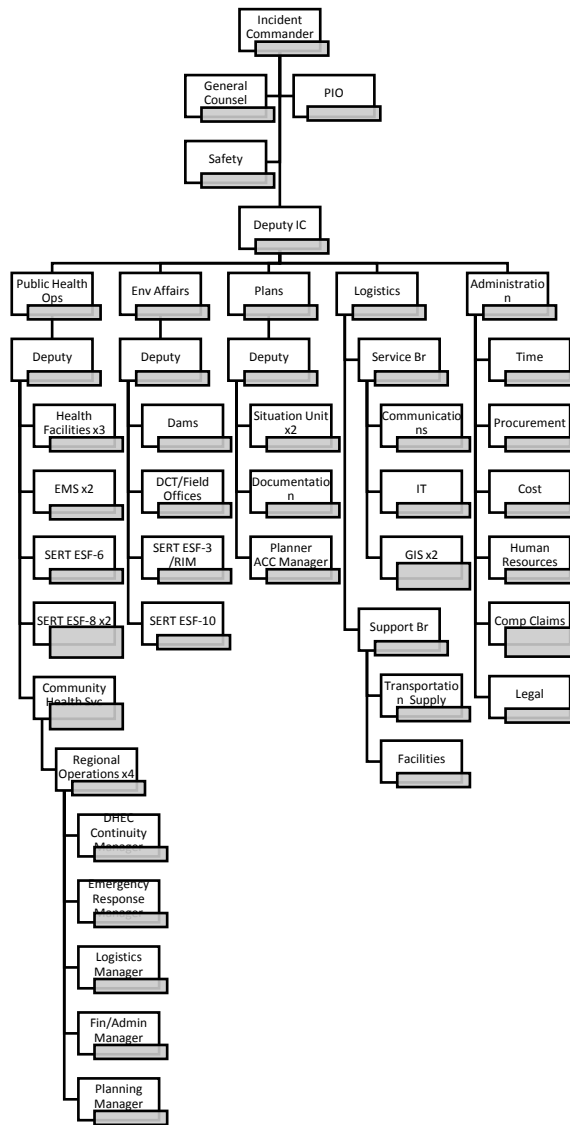 Incident
Commander
General
Counsel
PIO
Safety
Deputy IC
Public Health
Ops
Env Affairs
Plans
Logistics
Administratio
n
Deputy
Deputy
Deputy
Service Br
Time
Health
Facilities x3
Dams
Situation Unit
x2
Communicatio
ns
Procurement
EMS x2
DCT/Field
Offices
Documentatio
n
IT
Cost
SERT ESF-6
SERT ESF-3
/RIM
Planner
ACC Manager
GIS x2
Human
Resources
SERT ESF-8 x2
SERT ESF-10
Support Br
Comp Claims
Community
Health Svc
Transportatio
n Supply
Legal
Regional
Operations x4
Facilities
DHEC
Continuity
Manager
Emergency
Response
Manager
Logistics
Manager
Fin/Admin
Manager
Planning
Manager